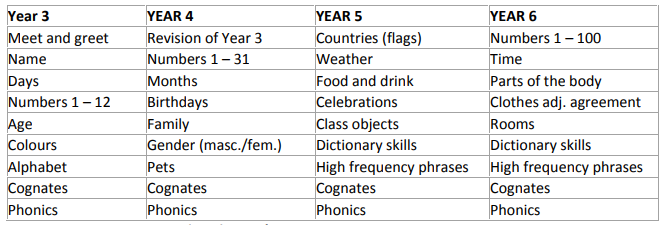 Year 3 YEAR 4 YEAR 5 YEAR 6
Meet and greet Revision of Year 3 Countries (flags) Numbers 1 – 100
Name Numbers 1 – 31 Weather Time
Days Months Food and drink Parts of the body
Numbers 1 – 12 Birthdays Celebrations Clothes adj. agreement
Age Family Class objects Rooms
Colours Gender (masc./fem.) Dictionary skills Dictionary skills
Alphabet Pets High frequency phrases High frequency phrases
Cognates Cognates Cognates Cognates
Phonics Phonics Phonics Phonics